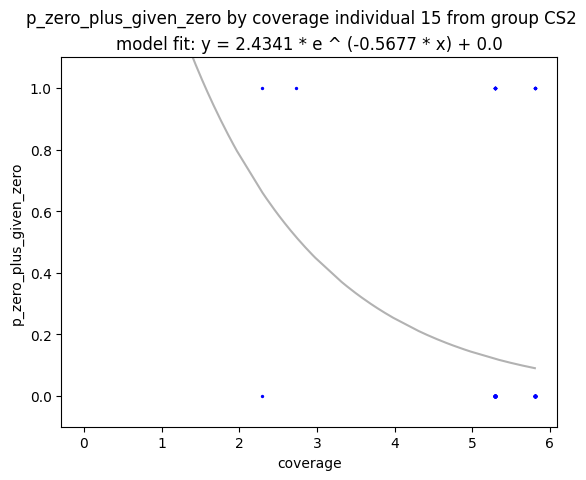 p_zero_plus_given_zero by coverage individual 15 from group CS2
model fit: y = 2.4341 * e ^ (-0.5677 * x) + 0.0
p_zero_plus_given_zero
1.0
0.8
0.6
0.4
0.2
0.0
0 1 2 3 4 5 6
coverage